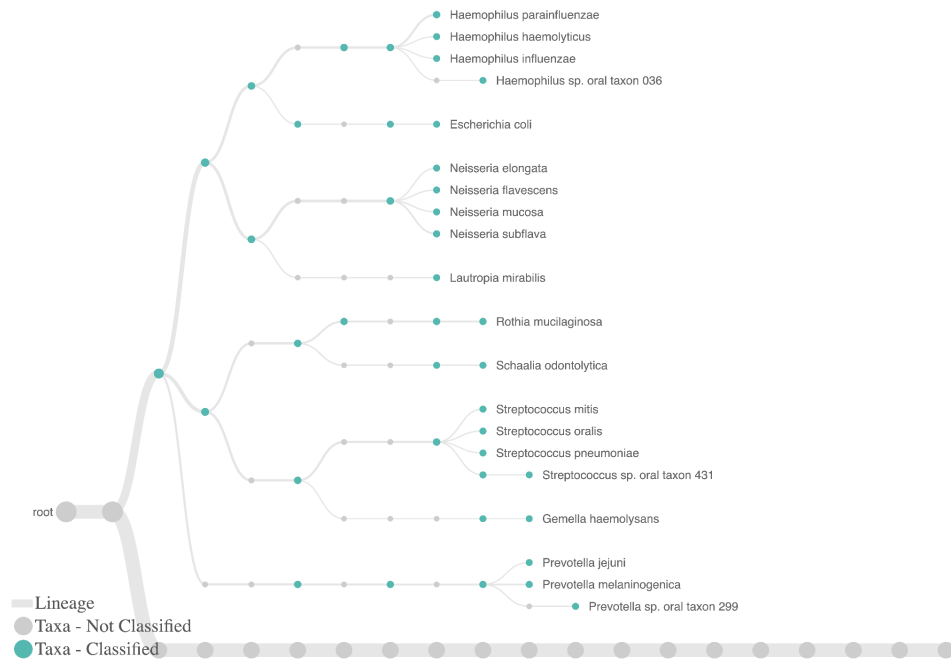 Haemophilus parainfluenzae
Haemophilus haemolyticus
Haemophilus influenzae
Haemophilus sp. oral taxon 036
Escherichia coli
Neisseria elongata
Neisseria flavescens
Neisseria mucosa
Neisseria subflava
Lautropia mirabilis
Rothia mucilaginosa
Schaalia odontolytica
Streptococcus mitis
Streptococcus oralis
Streptococcus pneumoniae
Streptococcus sp. oral taxon 431
root
Gemella haemolysans
Prevotella jejuni
Prevotella melaninogenica
Prevotella sp. oral taxon 299
Lineage
Taxa - Not Classified
Taxa - Classified